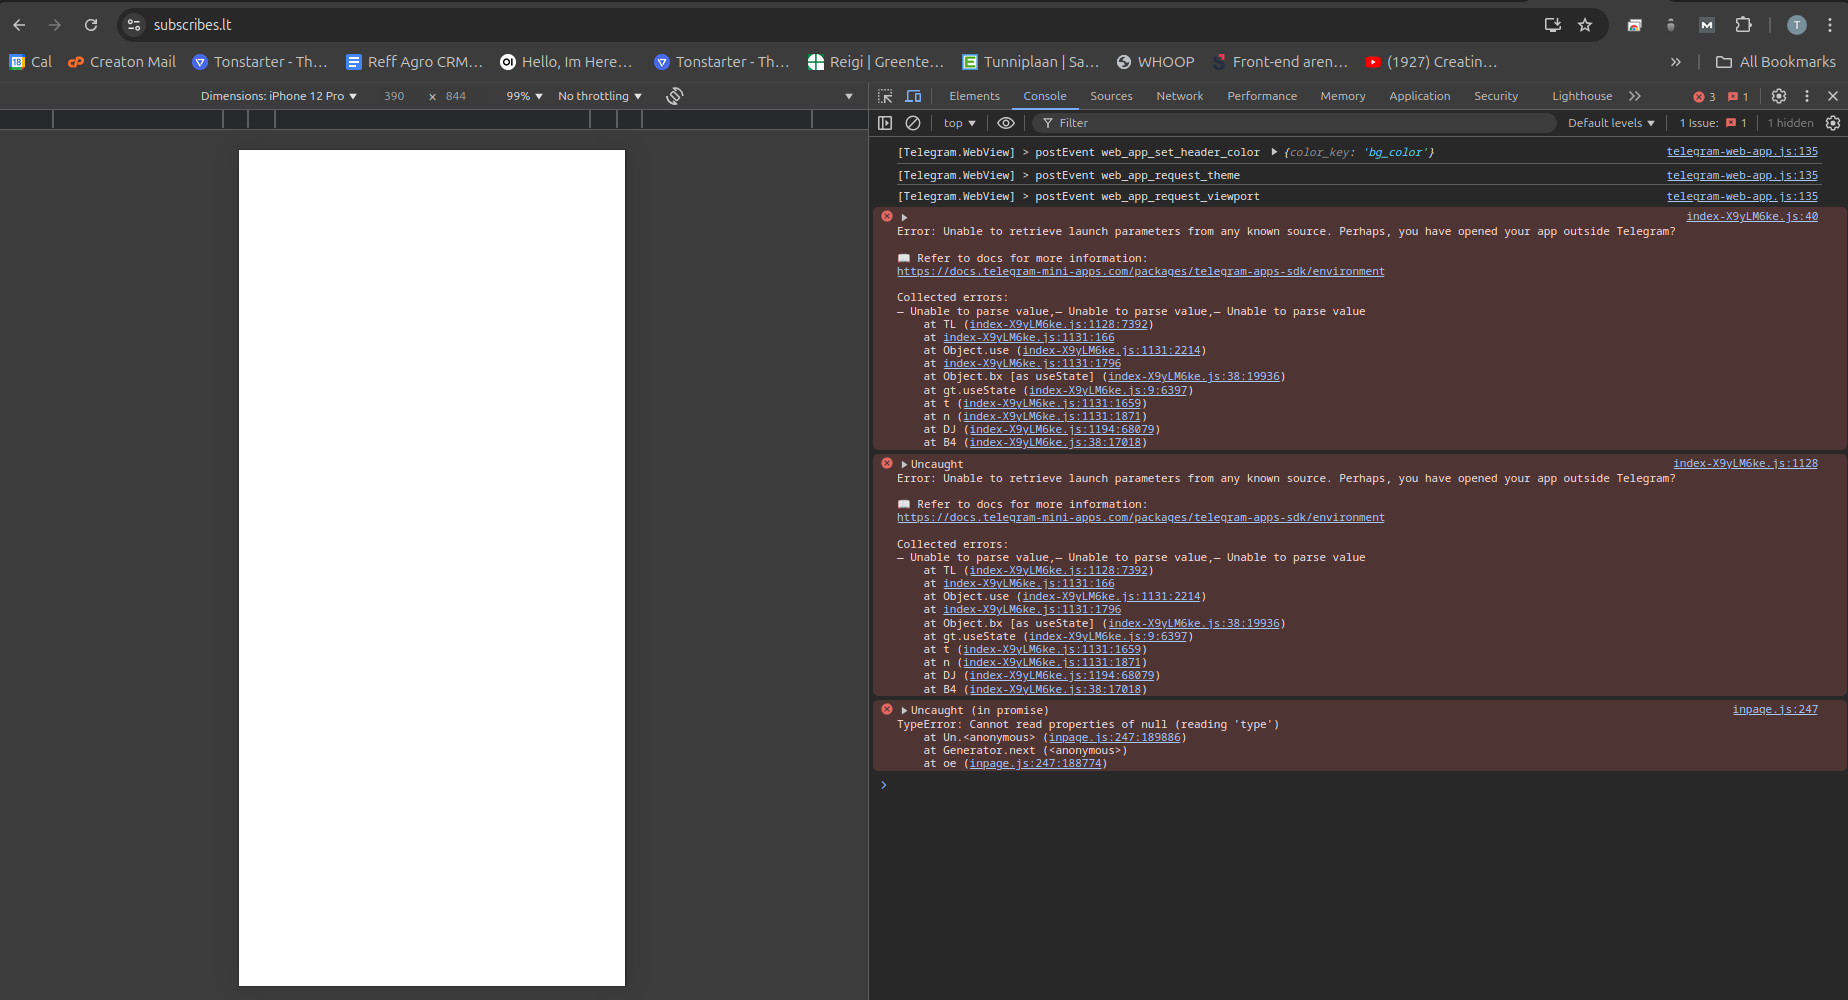 subscribes.lt
T
18 Cal
Creaton Mail
Tonstarter - Th...
Reff Agro CRM...
Hello, Im Here...
Tonstarter - Th...
Reigi | Greente...
Tunniplaan | Sa...
WHOOP
Front-end aren...
(1927) Creatin...
»
All Bookmarks
Dimensions: iPhone 12 Pro
390 × 844
99%
No throttling
Elements
Console
Sources
Network
Performance
Memory
Application
Security
Lighthouse
3
1
top
Filter
Default levels
1 Issue: 1
1 hidden
[Telegram.WebView] > postEvent web_app_set_header_color {color_key: 'bg_color'} telegram-web-app.js:135
[Telegram.WebView] > postEvent web_app_request_theme telegram-web-app.js:135
[Telegram.WebView] > postEvent web_app_request_viewport telegram-web-app.js:135
index-X9yLM6ke.js:40
Error: Unable to retrieve launch parameters from any known source. Perhaps, you have opened your app outside Telegram?
📖 Refer to docs for more information:
https://docs.telegram-mini-apps.com/packages/telegram-apps-sdk/environment
Collected errors:
— Unable to parse value,— Unable to parse value,— Unable to parse value
at TL (index-X9yLM6ke.js:1128:7392)
at index-X9yLM6ke.js:1131:166
at Object.use (index-X9yLM6ke.js:1131:2214)
at index-X9yLM6ke.js:1131:1796
at Object.bx [as useState] (index-X9yLM6ke.js:38:19936)
at gt.useState (index-X9yLM6ke.js:9:6397)
at t (index-X9yLM6ke.js:1131:1659)
at n (index-X9yLM6ke.js:1131:1871)
at DJ (index-X9yLM6ke.js:1194:68079)
at B4 (index-X9yLM6ke.js:38:17018)
Uncaught index-X9yLM6ke.js:1128
Error: Unable to retrieve launch parameters from any known source. Perhaps, you have opened your app outside Telegram?
📖 Refer to docs for more information:
https://docs.telegram-mini-apps.com/packages/telegram-apps-sdk/environment
Collected errors:
— Unable to parse value,— Unable to parse value,— Unable to parse value
at TL (index-X9yLM6ke.js:1128:7392)
at index-X9yLM6ke.js:1131:166
at Object.use (index-X9yLM6ke.js:1131:2214)
at index-X9yLM6ke.js:1131:1796
at Object.bx [as useState] (index-X9yLM6ke.js:38:19936)
at gt.useState (index-X9yLM6ke.js:9:6397)
at t (index-X9yLM6ke.js:1131:1659)
at n (index-X9yLM6ke.js:1131:1871)
at DJ (index-X9yLM6ke.js:1194:68079)
at B4 (index-X9yLM6ke.js:38:17018)
Uncaught (in promise) inpage.js:247
TypeError: Cannot read properties of null (reading 'type')
at Un.<anonymous> (inpage.js:247:189886)
at Generator.next (<anonymous>)
at oe (inpage.js:247:188774)